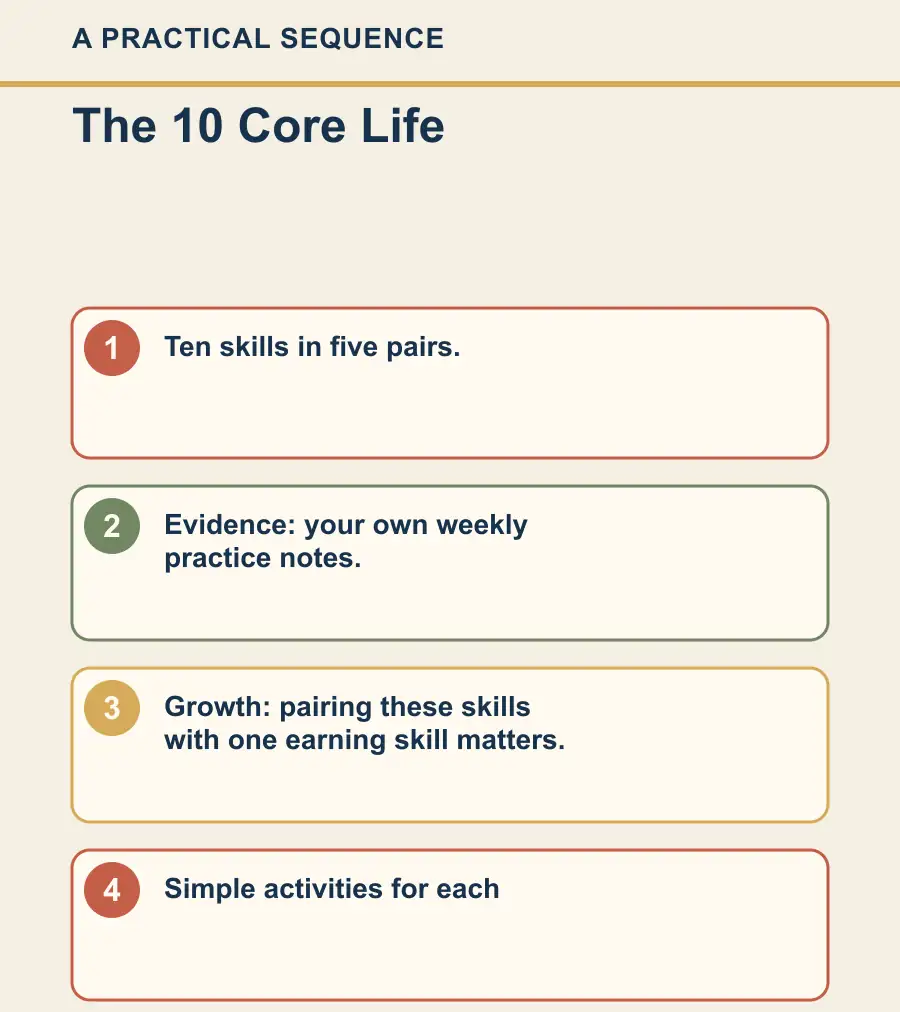 A PRACTICAL SEQUENCE
The 10 Core Life
1
Ten skills in five pairs.
2
Evidence: your own weekly
practice notes.
3
Growth: pairing these skills
with one earning skill matters.
4
Simple activities for each